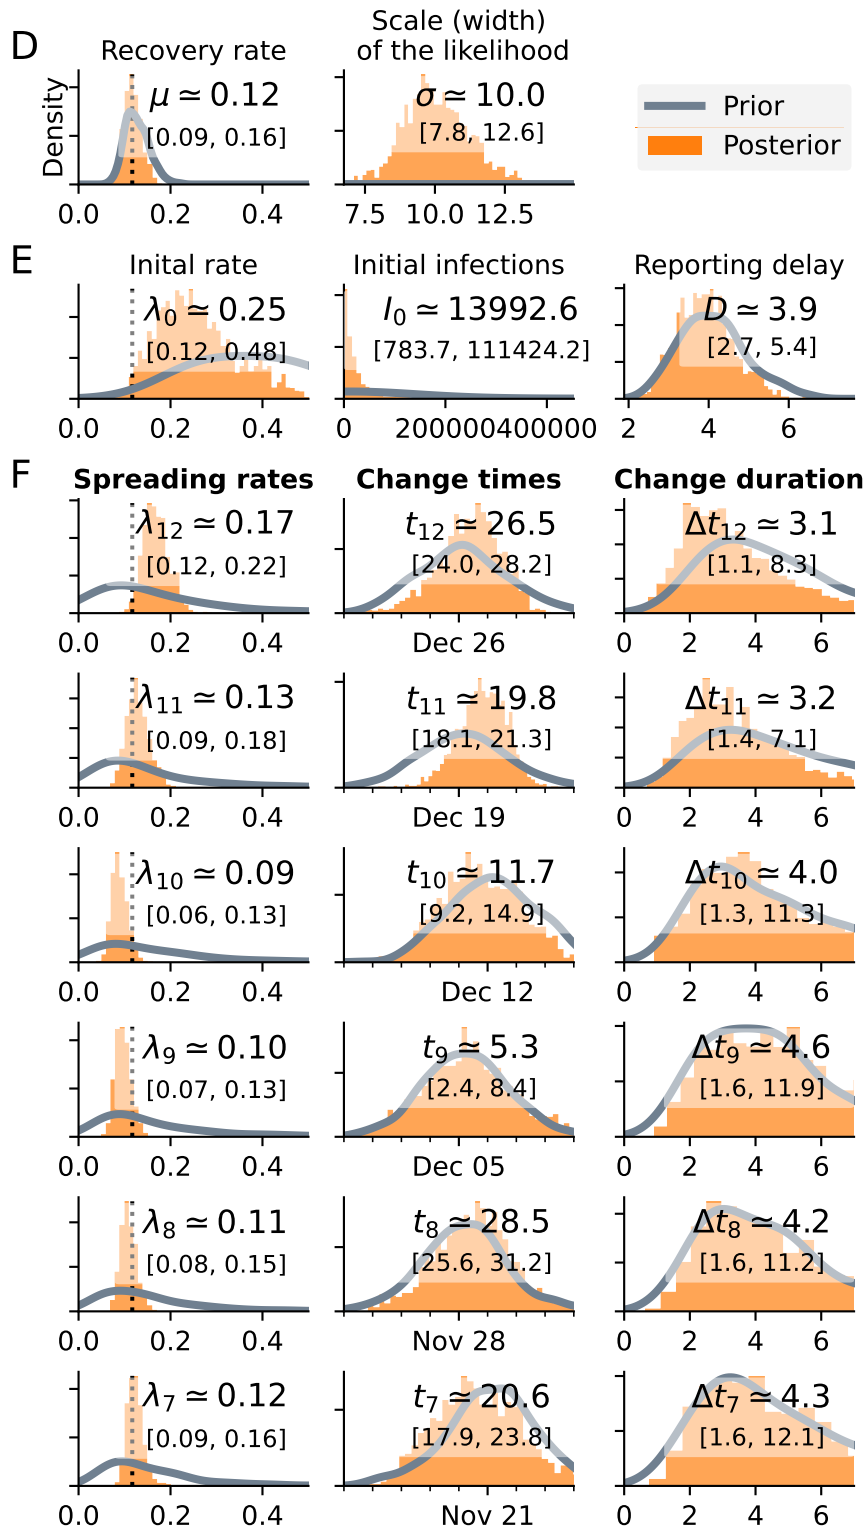 D
Recovery rate
Scale (width)
of the likelihood
Density
μ ≃ 0.12
[0.09, 0.16]
σ ≃ 10.0
[7.8, 12.6]
Prior
Posterior
0.0 0.2 0.4
7.5 10.0 12.5
E
Inital rate
Initial infections
Reporting delay
λ₀ ≃ 0.25
[0.12, 0.48]
I₀ ≃ 13992.6
[783.7, 111424.2]
D ≃ 3.9
[2.7, 5.4]
0.0 0.2 0.4
0 200000400000
2 4 6
F
Spreading rates
Change times
Change duration
λ₁₂ ≃ 0.17
[0.12, 0.22]
t₁₂ ≃ 26.5
[24.0, 28.2]
Δt₁₂ ≃ 3.1
[1.1, 8.3]
0.0 0.2 0.4
Dec 26
0 2 4 6
λ₁₁ ≃ 0.13
[0.09, 0.18]
t₁₁ ≃ 19.8
[18.1, 21.3]
Δt₁₁ ≃ 3.2
[1.4, 7.1]
0.0 0.2 0.4
Dec 19
0 2 4 6
λ₁₀ ≃ 0.09
[0.06, 0.13]
t₁₀ ≃ 11.7
[9.2, 14.9]
Δt₁₀ ≃ 4.0
[1.3, 11.3]
0.0 0.2 0.4
Dec 12
0 2 4 6
λ₉ ≃ 0.10
[0.07, 0.13]
t₉ ≃ 5.3
[2.4, 8.4]
Δt₉ ≃ 4.6
[1.6, 11.9]
0.0 0.2 0.4
Dec 05
0 2 4 6
λ₈ ≃ 0.11
[0.08, 0.15]
t₈ ≃ 28.5
[25.6, 31.2]
Δt₈ ≃ 4.2
[1.6, 11.2]
0.0 0.2 0.4
Nov 28
0 2 4 6
λ₇ ≃ 0.12
[0.09, 0.16]
t₇ ≃ 20.6
[17.9, 23.8]
Δt₇ ≃ 4.3
[1.6, 12.1]
0.0 0.2 0.4
Nov 21
0 2 4 6